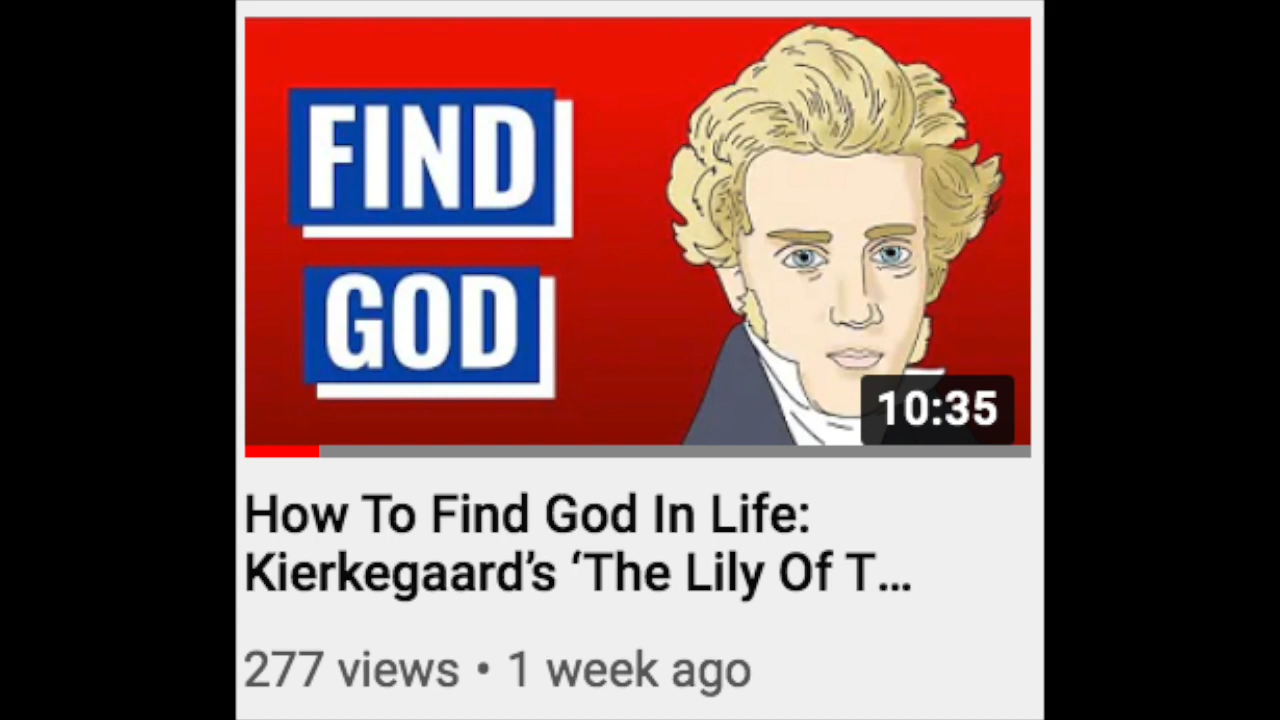 FIND
GOD
10:35
How To Find God In Life:
Kierkegaard’s ‘The Lily Of T...
277 views • 1 week ago